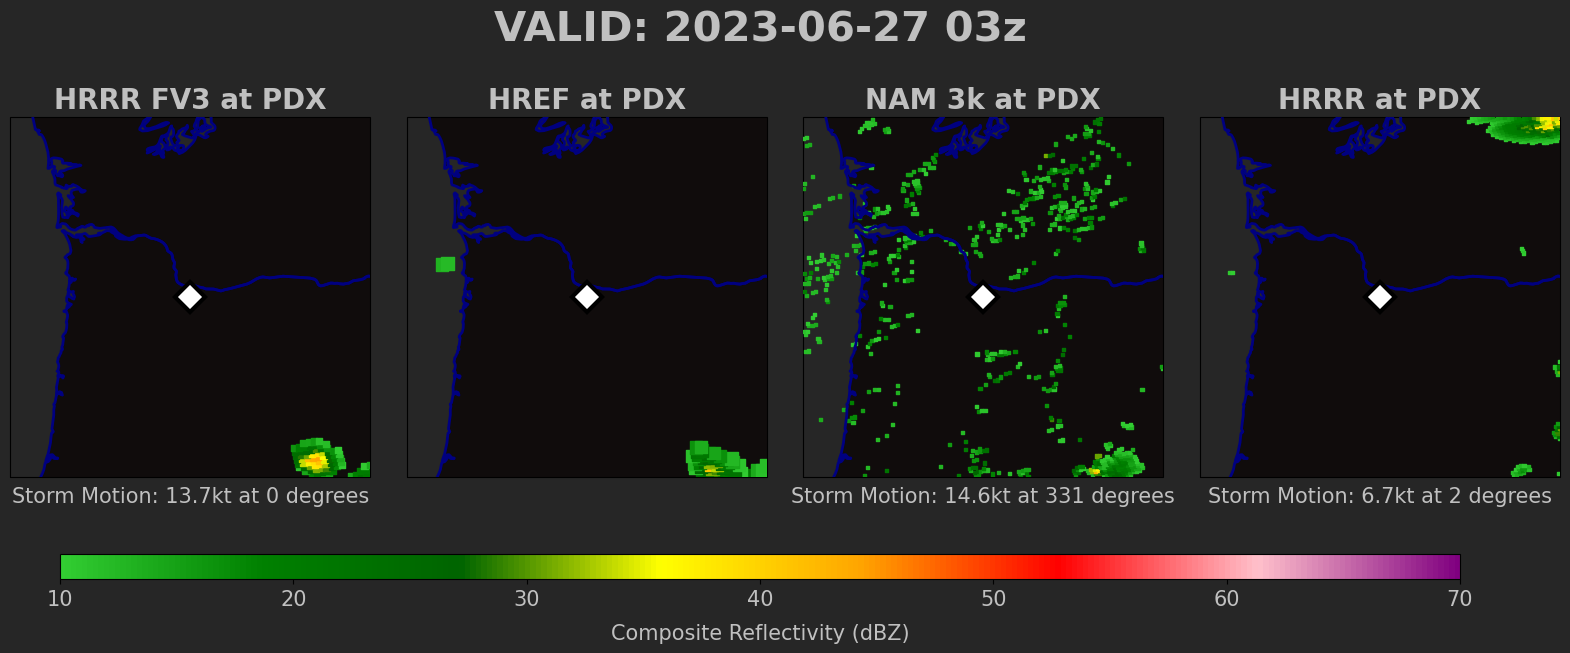 VALID: 2023-06-27 03z
HRRR FV3 at PDX
HREF at PDX
NAM 3k at PDX
HRRR at PDX
Storm Motion: 13.7kt at 0 degrees
Storm Motion: 14.6kt at 331 degrees
Storm Motion: 6.7kt at 2 degrees
10 20 30 40 50 60 70
Composite Reflectivity (dBZ)